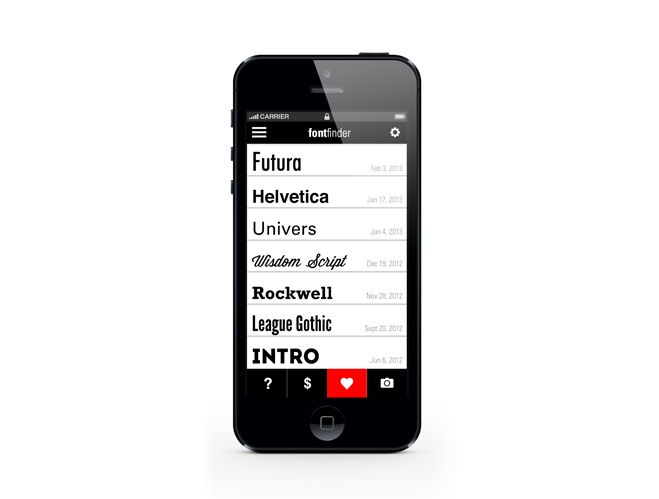 CARRIER
fontfinder
Futura Feb 3, 2013
Helvetica Jan 17, 2013
Univers Jan 4, 2013
Wisdom Script Dec 19, 2012
Rockwell Nov 28, 2012
League Gothic Sept 20, 2012
INTRO Jun 6, 2012
? $